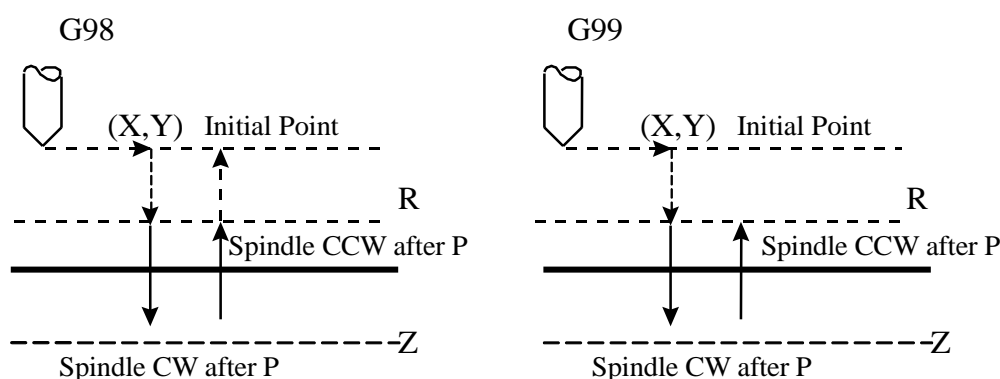 G98
(X,Y) Initial Point
R
Spindle CCW after P
Z
Spindle CW after P
G99
(X,Y) Initial Point
R
Spindle CCW after P
Z
Spindle CW after P